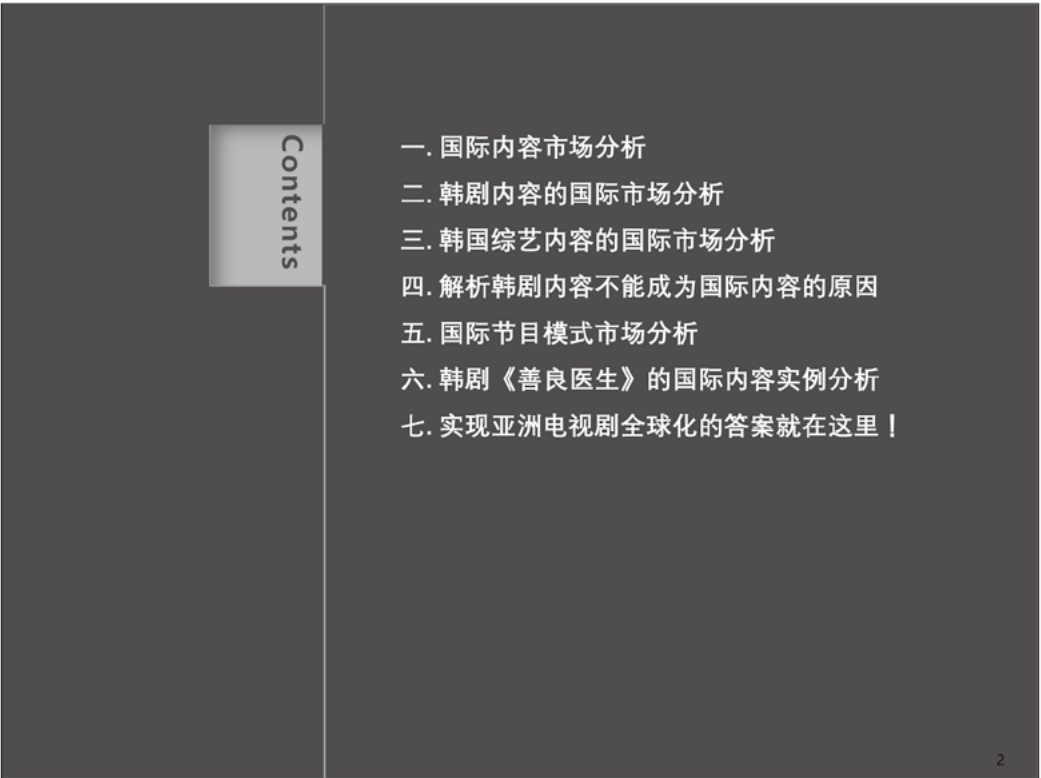 Contents
一. 国际内容市场分析
二. 韩剧内容的国际市场分析
三. 韩国综艺内容的国际市场分析
四. 解析韩剧内容不能成为国际内容的原因
五. 国际节目模式市场分析
六. 韩剧《善良医生》的国际内容实例分析
七. 实现亚洲电视剧全球化的答案就在这里！
2